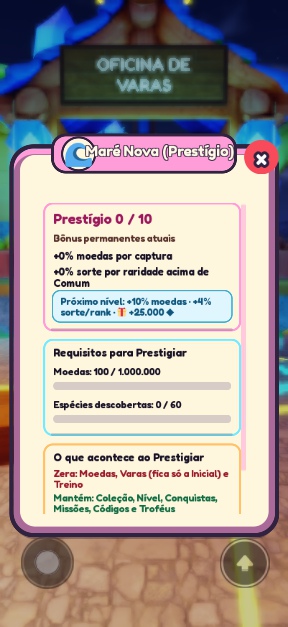 OFICINA DE
VARAS
Maré Nova (Prestígio)
Prestígio 0 / 10
Bônus permanentes atuais
+0% moedas por captura
+0% sorte por raridade acima de
Comum
Próximo nível: +10% moedas · +4%
sorte/rank · 🎁 +25.000 ◆
Requisitos para Prestigiar
Moedas: 100 / 1.000.000
Espécies descobertas: 0 / 60
O que acontece ao Prestigiar
Zera: Moedas, Varas (fica só a Inicial) e
Treino
Mantém: Coleção, Nível, Conquistas,
Missões, Códigos e Troféus